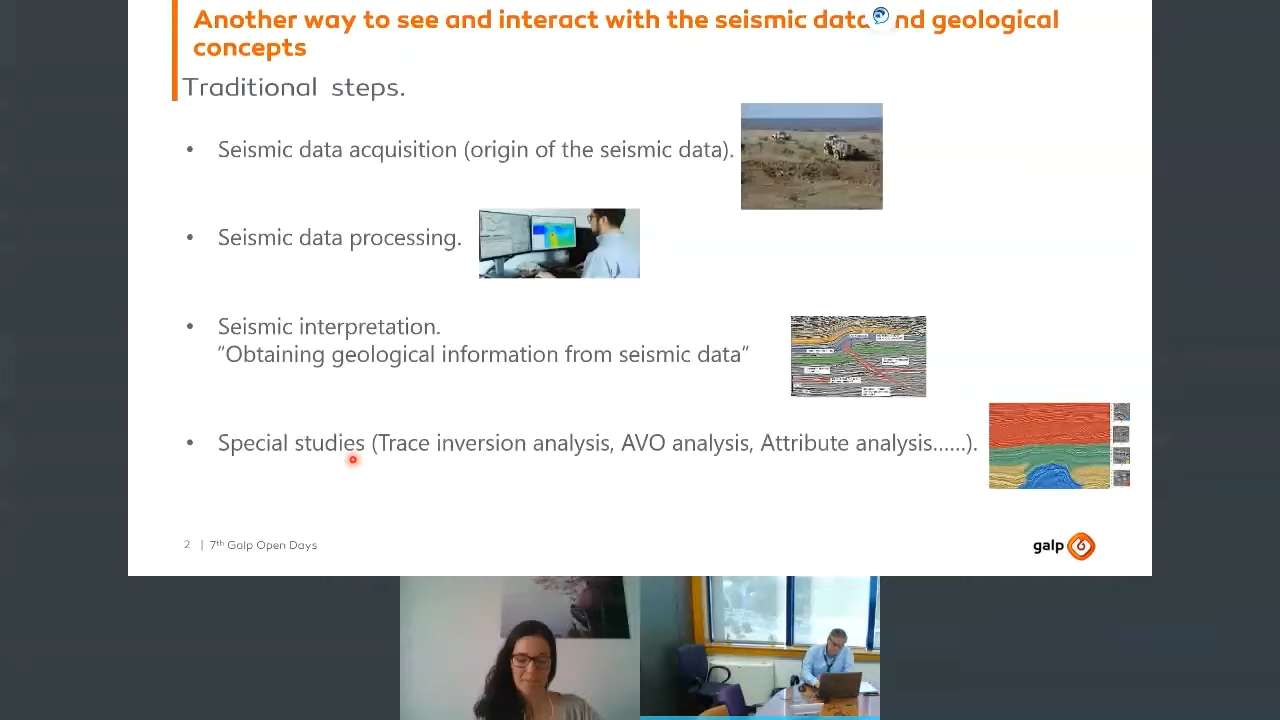 Another way to see and interact with the seismic data nd geological
concepts
Traditional steps.
• Seismic data acquisition (origin of the seismic data).
• Seismic data processing.
• Seismic interpretation.
“Obtaining geological information from seismic data”
• Special studies (Trace inversion analysis, AVO analysis, Attribute analysis......).
2 | 7th Galp Open Days
galp